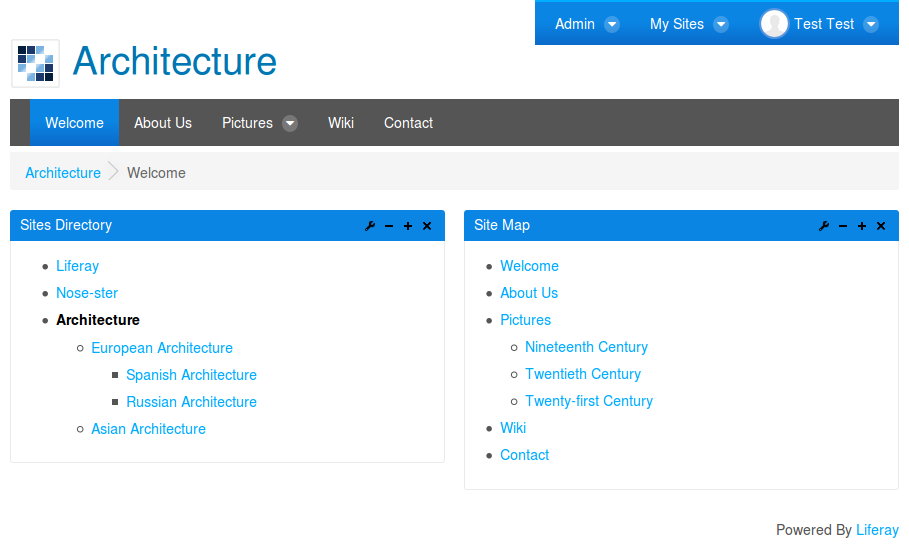 Admin My Sites Test Test
Architecture
Welcome About Us Pictures Wiki Contact
Architecture Welcome
Sites Directory
Liferay
Nose-ster
Architecture
European Architecture
Spanish Architecture
Russian Architecture
Asian Architecture
Site Map
Welcome
About Us
Pictures
Nineteenth Century
Twentieth Century
Twenty-first Century
Wiki
Contact
Powered By Liferay